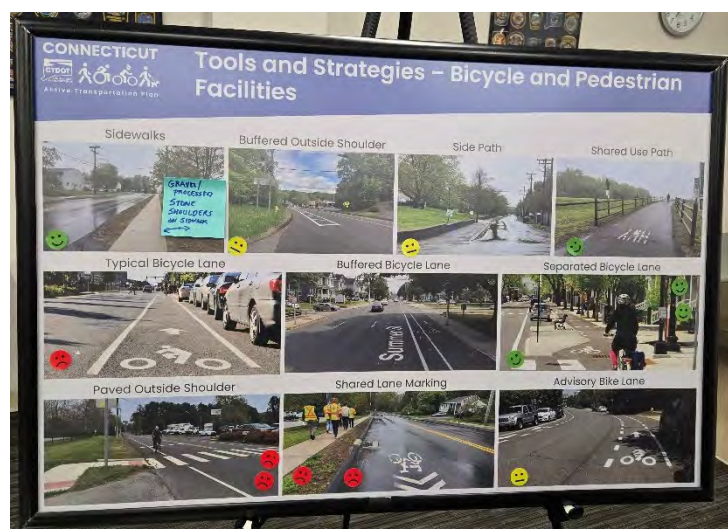 CONNECTICUT
CTDOT
Active Transportation Plan
Tools and Strategies – Bicycle and Pedestrian
Facilities
Sidewalks
Buffered Outside Shoulder
Side Path
Shared Use Path
GRAVEL/
PROCESSED
STONE
SHOULDERS
ON SIDEWALK
Typical Bicycle Lane
Buffered Bicycle Lane
Separated Bicycle Lane
Summer St
Paved Outside Shoulder
Shared Lane Marking
Advisory Bike Lane